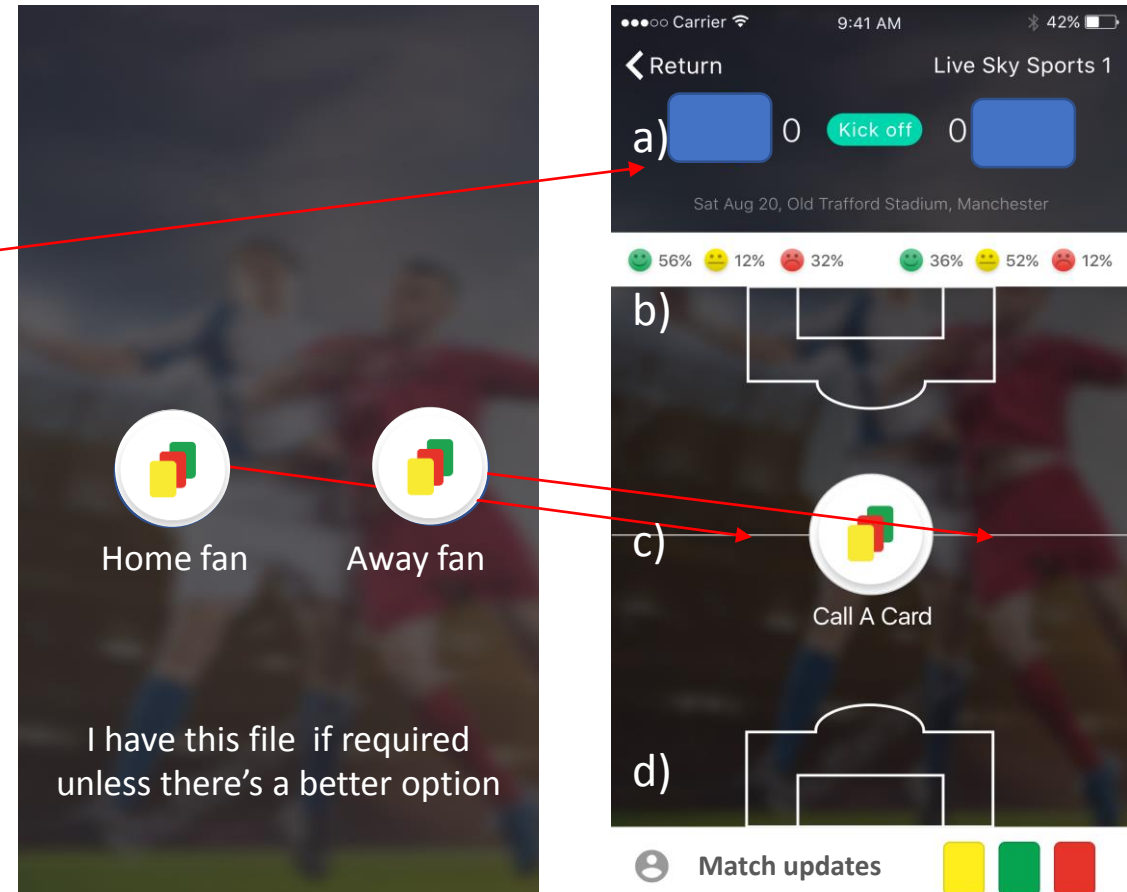 Home fan
Away fan
I have this file if required
unless there's a better option
Carrier
9:41 AM
42%
Return
Live Sky Sports 1
a)
0
Kick off
0
Sat Aug 20, Old Trafford Stadium, Manchester
56% 12% 32% 36% 52% 12%
b)
c)
Call A Card
d)
Match updates